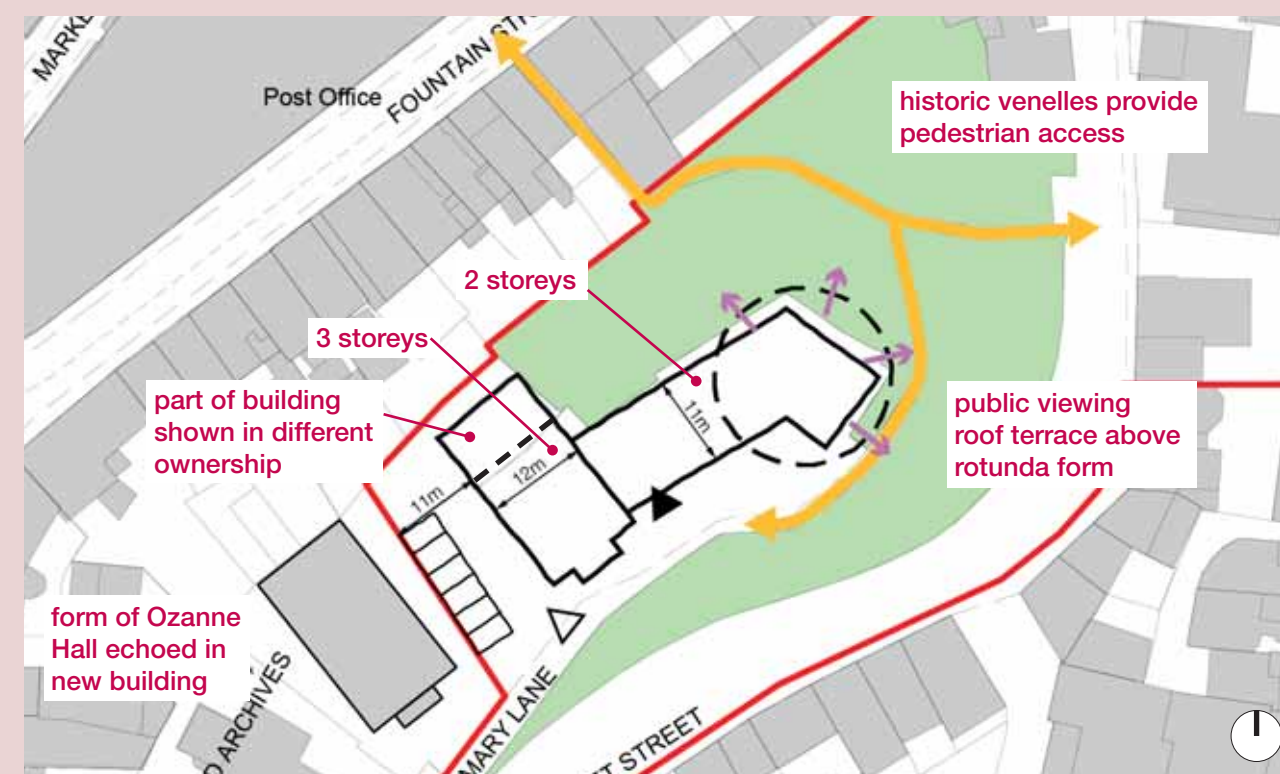 MARKE
Post Office
FOUNTAIN STR
historic venelles provide
pedestrian access
2 storeys
3 storeys
part of building
shown in different
ownership
11m
12m
11m
public viewing
roof terrace above
rotunda form
form of Ozanne
Hall echoed in
new building
ARCHIVES
MARY LANE
STREET